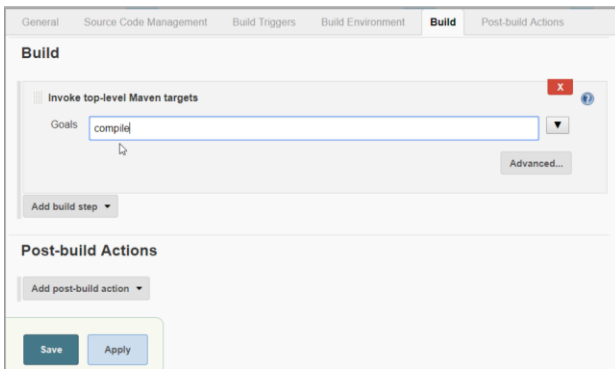 General Source Code Management Build Triggers Build Environment Build Post-build Actions
Build
Invoke top-level Maven targets X
Goals compile
Advanced...
Add build step
Post-build Actions
Add post-build action
Save Apply